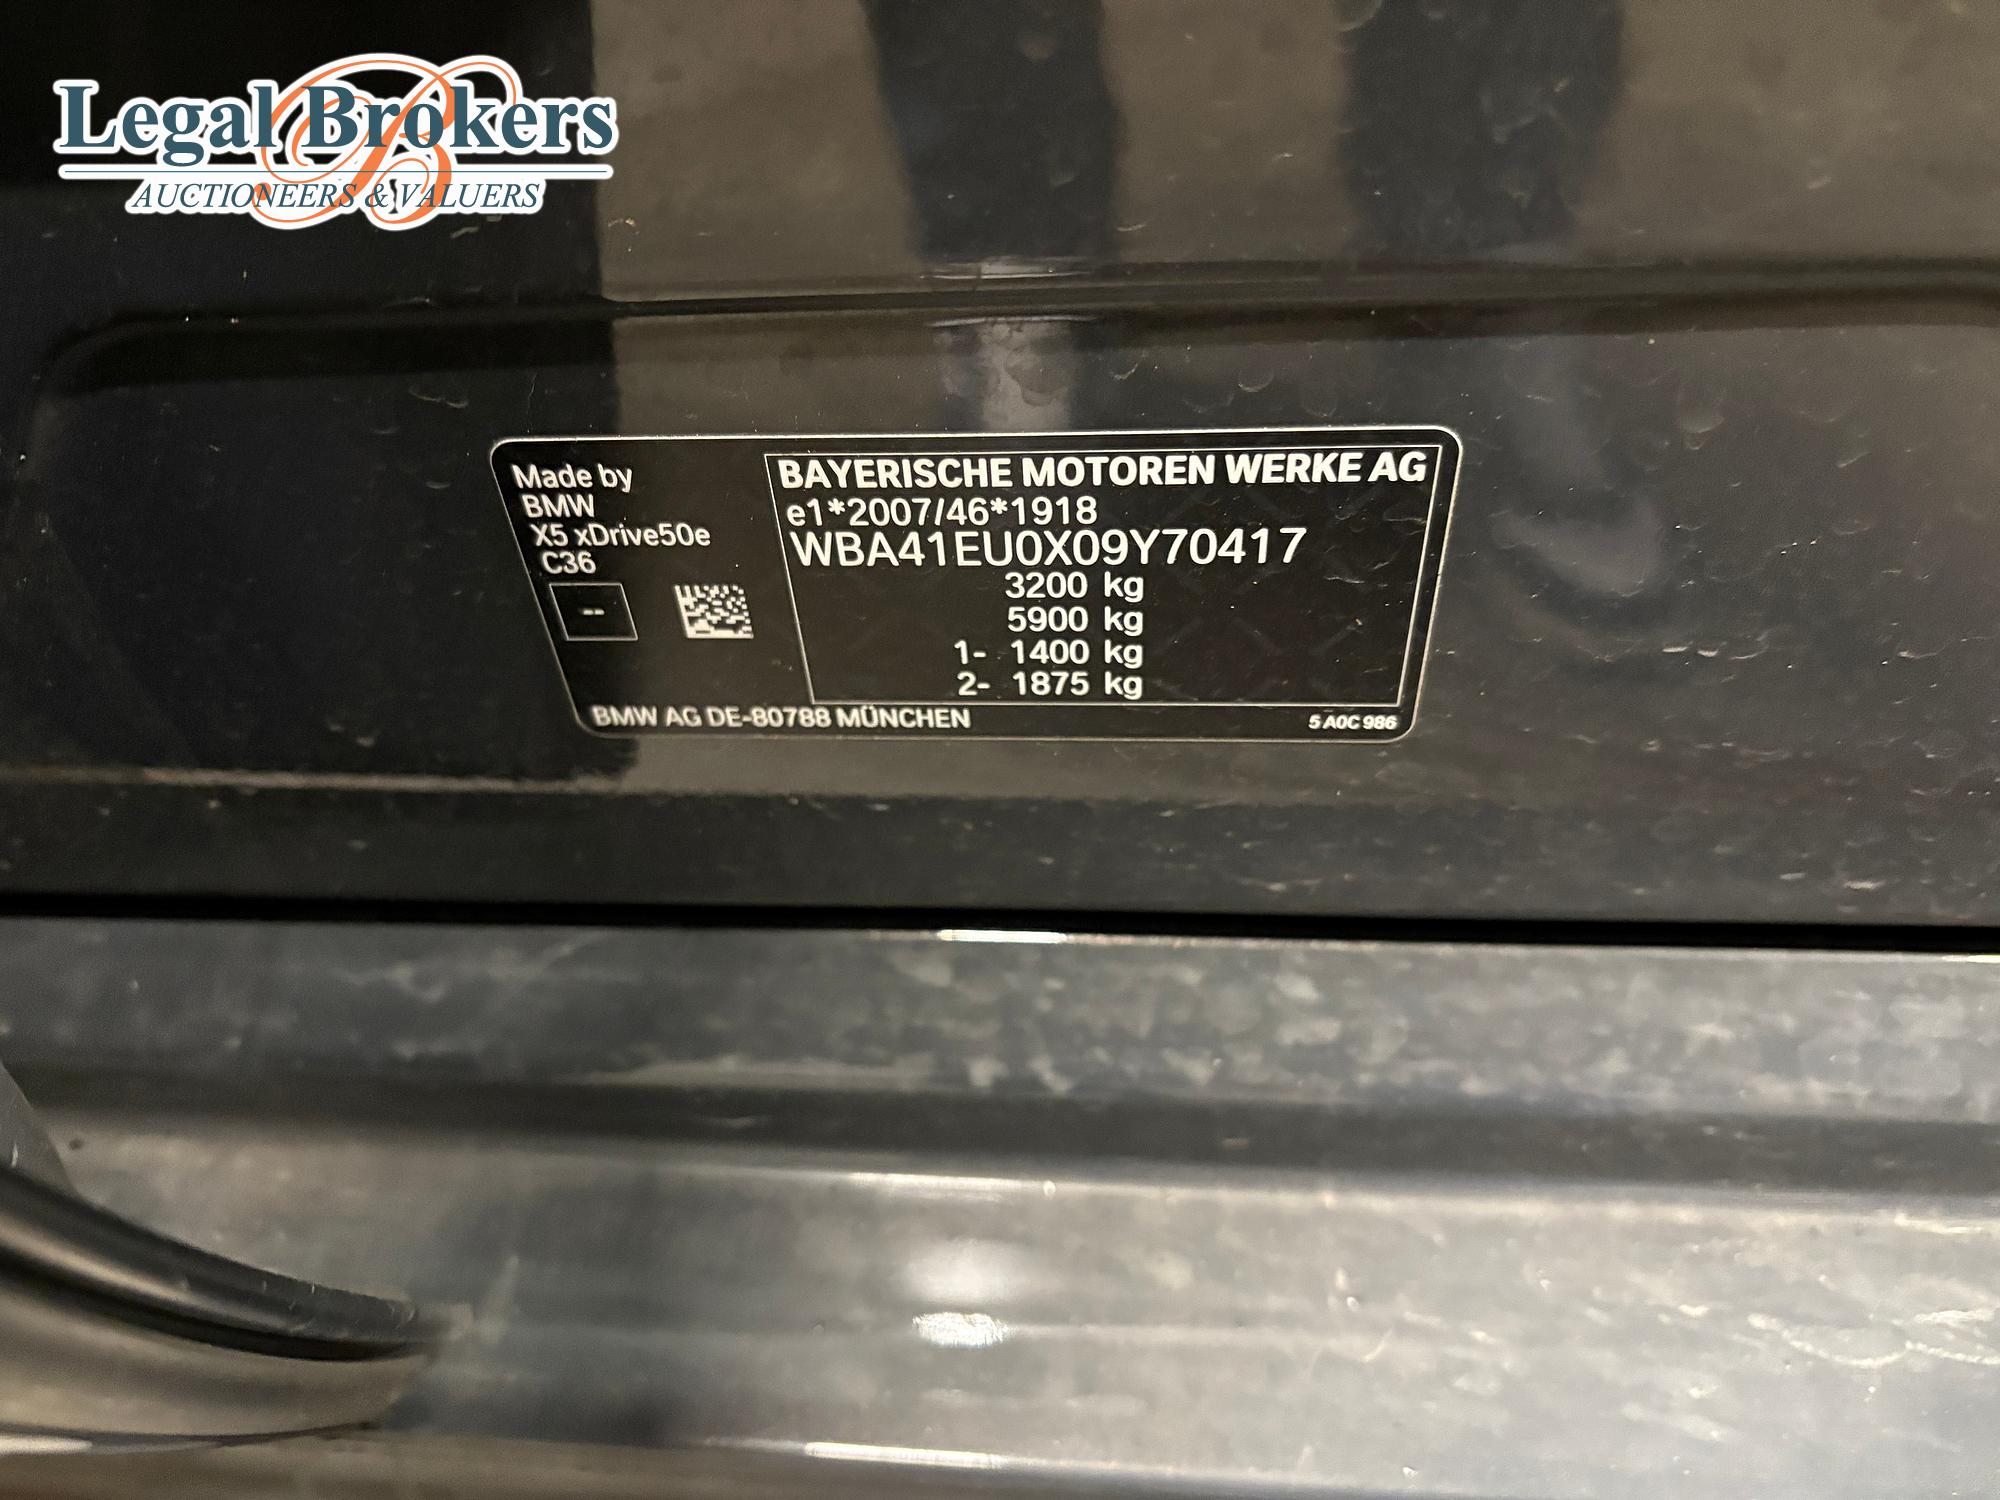 Legal Brokers
AUCTIONEERS & VALUERS
Made by
BMW
X5 xDrive50e
C36
--
BAYERISCHE MOTOREN WERKE AG
e1*2007/46*1918
WBA41EU0X09Y70417
3200 kg
5900 kg
1- 1400 kg
2- 1875 kg
BMW AG DE-80788 MÜNCHEN
5 A0C 986